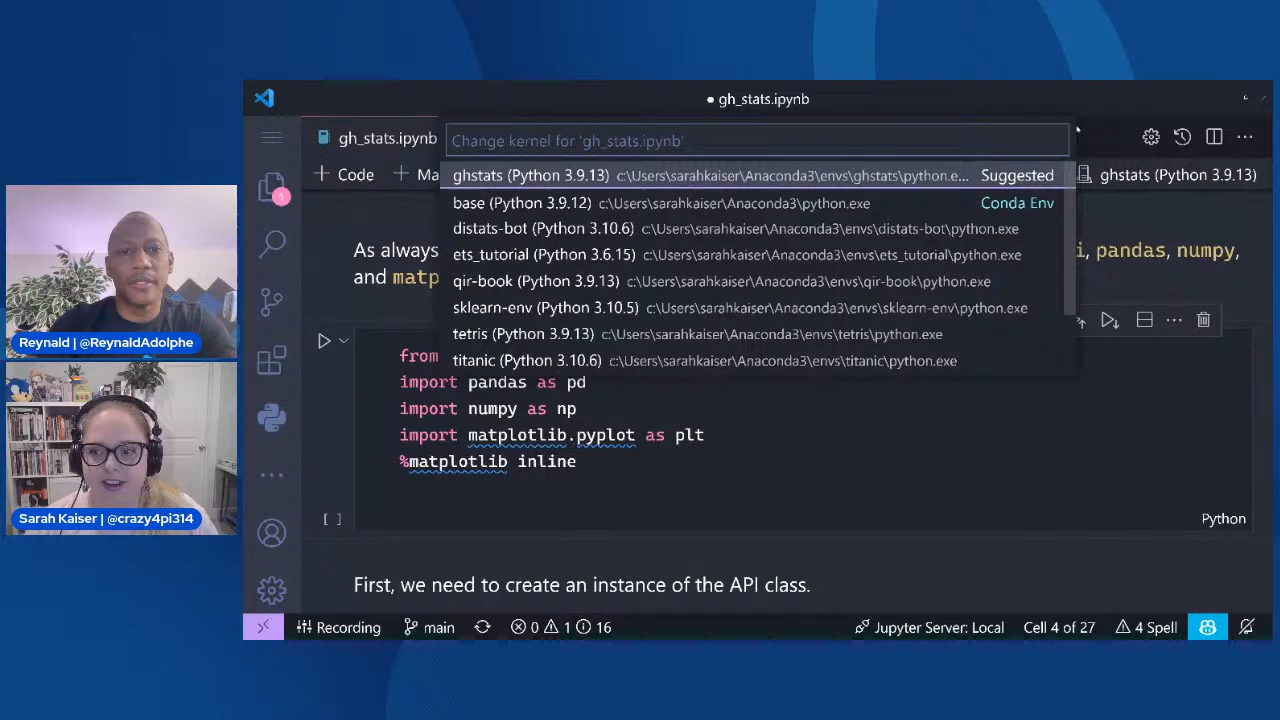 gh_stats.ipynb
gh_stats.ipynb
Change kernel for 'gh_stats.ipynb'
ghstats (Python 3.9.13) c:\Users\sarahkaiser\Anaconda3\envs\ghstats\python.e... Suggested
base (Python 3.9.12) c:\Users\sarahkaiser\Anaconda3\python.exe Conda Env
distats-bot (Python 3.10.6) c:\Users\sarahkaiser\Anaconda3\envs\distats-bot\python.exe
ets_tutorial (Python 3.6.15) c:\Users\sarahkaiser\Anaconda3\envs\ets_tutorial\python.exe
qir-book (Python 3.9.13) c:\Users\sarahkaiser\Anaconda3\envs\qir-book\python.exe
sklearn-env (Python 3.10.5) c:\Users\sarahkaiser\Anaconda3\envs\sklearn-env\python.exe
tetris (Python 3.9.13) c:\Users\sarahkaiser\Anaconda3\envs\tetris\python.exe
titanic (Python 3.10.6) c:\Users\sarahkaiser\Anaconda3\envs\titanic\python.exe
+ Code + Ma
ghstats (Python 3.9.13)
1
As always
i, pandas, numpy,
and matp
from
import pandas as pd
import numpy as np
import matplotlib.pyplot as plt
%matplotlib inline
[ ]
Python
First, we need to create an instance of the API class.
Recording main 0 1 16 Jupyter Server: Local Cell 4 of 27 4 Spell
Reynald | @ReynaldAdolphe
Sarah Kaiser | @crazy4pi314